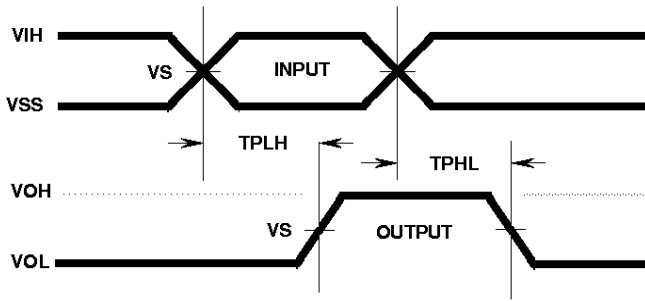 VIH
VS INPUT
VSS
TPLH TPHL
VOH
VS OUTPUT
VOL